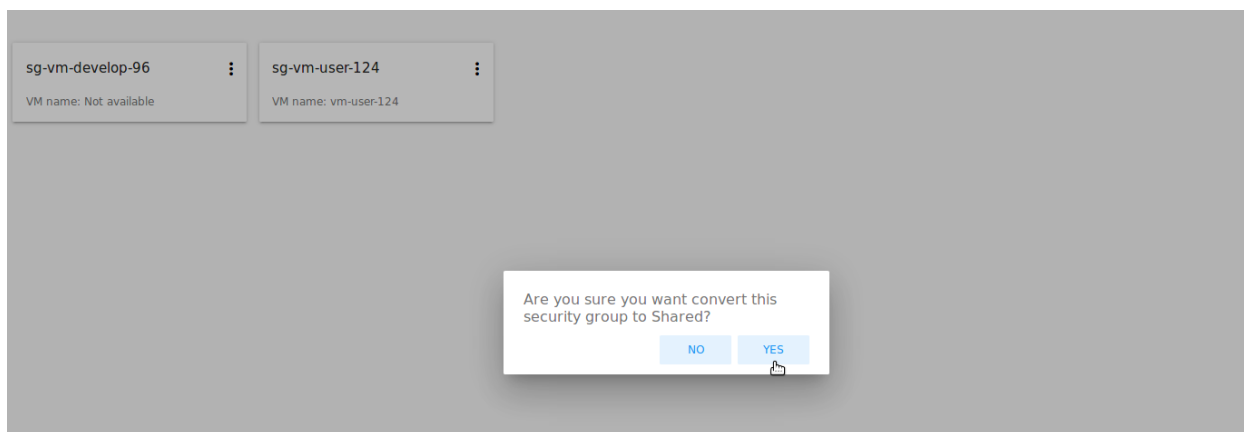 sg-vm-develop-96
VM name: Not available
sg-vm-user-124
VM name: vm-user-124
Are you sure you want convert this
security group to Shared?
NO
YES